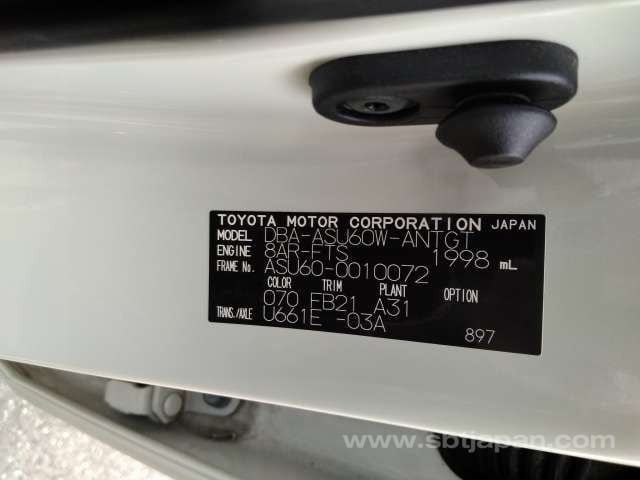 TOYOTA MOTOR CORPORATION JAPAN
MODEL DBA-ASU60W-ANTGT
ENGINE 8AR-FTS 1998 mL
FRAME No. ASU60-0010072
COLOR TRIM PLANT OPTION
070 FB21 A31
TRANS./AXLE U661E -03A
897
www.sbtjapan.com